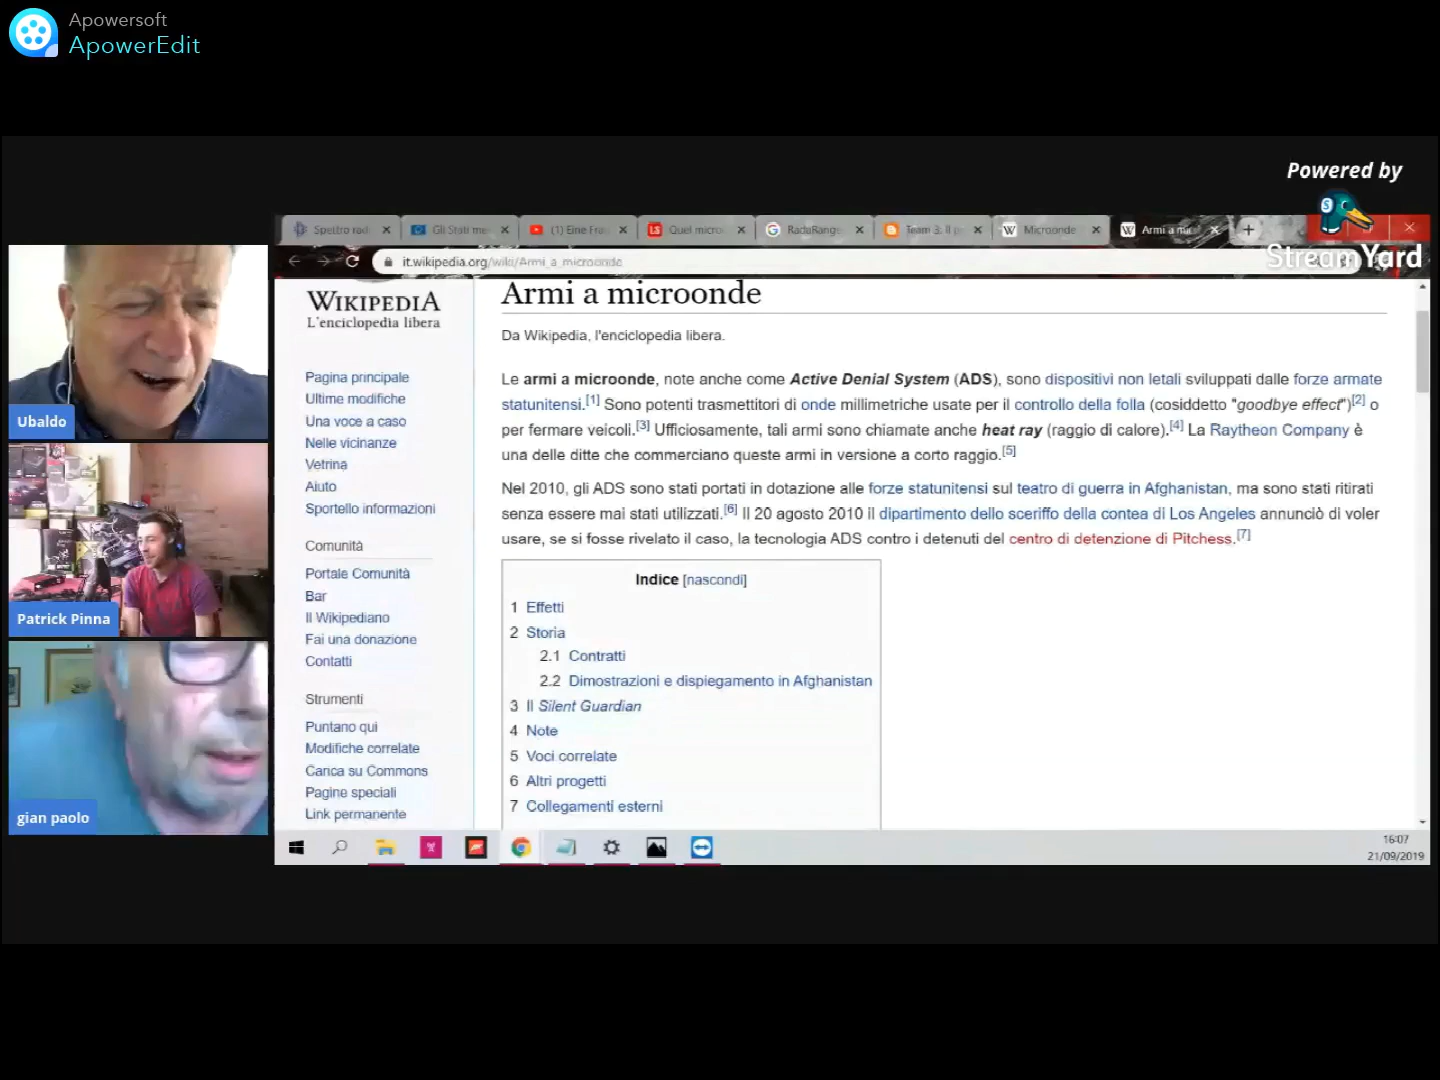 Apowersoft
ApowerEdit
Powered by
StreamYard
Spettro rad
Gli Stati me
(1) Eine Fra
Quel micro
RadaRange
Team 3. Il p
Microonde
Armi a mic
it.wikipedia.org/wiki/Armi_a_microonde
WIKIPEDIA
L'enciclopedia libera
Pagina principale
Ultime modifiche
Una voce a caso
Nelle vicinanze
Vetrina
Aiuto
Sportello informazioni
Comunità
Portale Comunità
Bar
Il Wikipediano
Fai una donazione
Contatti
Strumenti
Puntano qui
Modifiche correlate
Carica su Commons
Pagine speciali
Link permanente
Armi a microonde
Da Wikipedia, l'enciclopedia libera.
Le armi a microonde, note anche come Active Denial System (ADS), sono dispositivi non letali sviluppati dalle forze armate
statunitensi.[1] Sono potenti trasmettitori di onde millimetriche usate per il controllo della folla (cosiddetto "goodbye effect")[2] o
per fermare veicoli.[3] Ufficiosamente, tali armi sono chiamate anche heat ray (raggio di calore).[4] La Raytheon Company è
una delle ditte che commerciano queste armi in versione a corto raggio.[5]
Nel 2010, gli ADS sono stati portati in dotazione alle forze statunitensi sul teatro di guerra in Afghanistan, ma sono stati ritirati
senza essere mai stati utilizzati.[6] Il 20 agosto 2010 il dipartimento dello sceriffo della contea di Los Angeles annunciò di voler
usare, se si fosse rivelato il caso, la tecnologia ADS contro i detenuti del centro di detenzione di Pitchess.[7]
Indice [nascondi]
1 Effetti
2 Storia
2.1 Contratti
2.2 Dimostrazioni e dispiegamento in Afghanistan
3 Il Silent Guardian
4 Note
5 Voci correlate
6 Altri progetti
7 Collegamenti esterni
Ubaldo
Patrick Pinna
gian paolo
16:07
21/09/2019